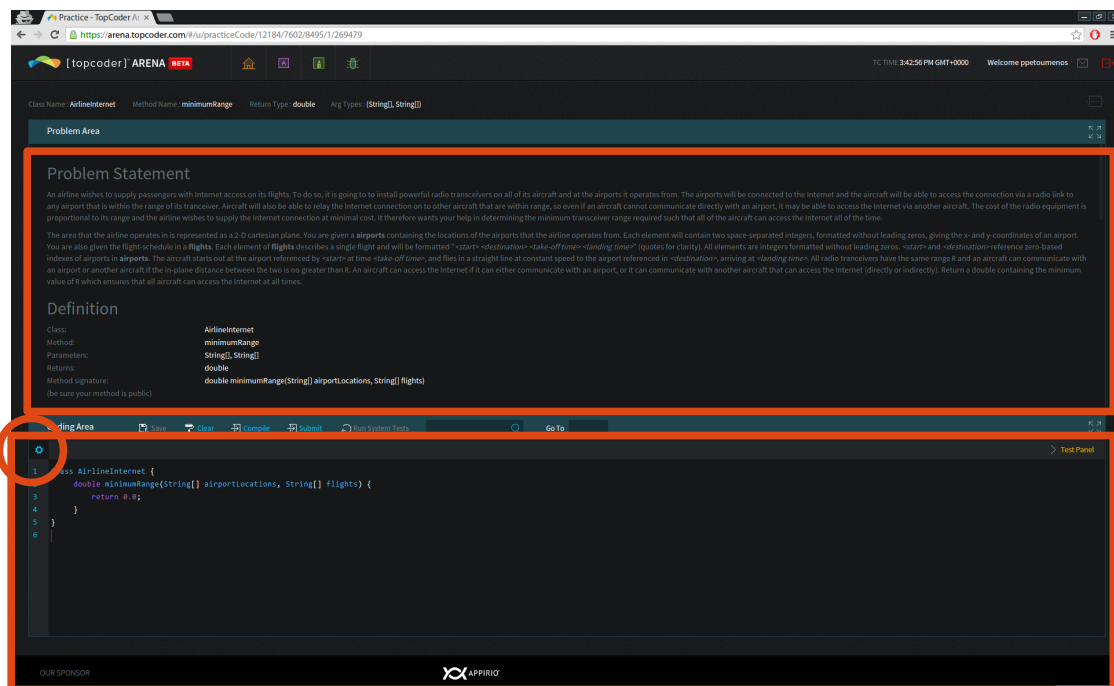 Practice - TopCoder Ar
https://arena.topcoder.com/#/u/practiceCode/12184/7602/8495/1/269479
[topcoder]™ ARENA BETA
TC TIME 3:42:56 PM GMT+0000 Welcome ppetoumenos
Class Name : AirlineInternet Method Name : minimumRange Return Type : double Arg Types : (String[], String[])
Problem Area
Problem Statement
An airline wishes to supply passengers with Internet access on its flights. To do so, it is going to to install powerful radio transceivers on all of its aircraft and at the airports it operates from. The airports will be connected to the Internet and the aircraft will be able to access the connection via a radio link to
any airport that is within the range of its tranceiver. Aircraft will also be able to relay the Internet connection on to other aircraft that are within range, so even if an aircraft cannot communicate directly with an airport, it may be able to access the Internet via another aircraft. The cost of the radio equipment is
proportional to its range and the airline wishes to supply the Internet connection at minimal cost. It therefore wants your help in determining the minimum transceiver range required such that all of the aircraft can access the Internet all of the time.
The area that the airline operates in is represented as a 2-D cartesian plane. You are given a airports containing the locations of the airports that the airline operates from. Each element will contain two space-separated integers, formatted without leading zeros, giving the x- and y-coordinates of an airport.
You are also given the flight-schedule in a flights. Each element of flights describes a single flight and will be formatted "<start> <destination> <take-off time> <landing time>" (quotes for clarity). All elements are integers formatted without leading zeros. <start> and <destination> reference zero-based
indexes of airports in airports. The aircraft starts out at the airport referenced by <start> at time <take-off time>, and flies in a straight line at constant speed to the airport referenced in <destination>, arriving at <landing time>. All radio tranceivers have the same range R and an aircraft can communicate with
an airport or another aircraft if the in-plane distance between the two is no greater than R. An aircraft can access the Internet if it can either communicate with an airport, or it can communicate with another aircraft that can access the Internet (directly or indirectly). Return a double containing the minimum
value of R which ensures that all aircraft can access the Internet at all times.
Definition
Class: AirlineInternet
Method: minimumRange
Parameters: String[], String[]
Returns: double
Method signature: double minimumRange(String[] airportLocations, String[] flights)
(be sure your method is public)
Coding Area Save Clear Compile Submit Run System Tests Go To
Test Panel
1 class AirlineInternet {
2 double minimumRange(String[] airportLocations, String[] flights) {
3 return 0.0;
4 }
5 }
6
OUR SPONSOR APPIRIO